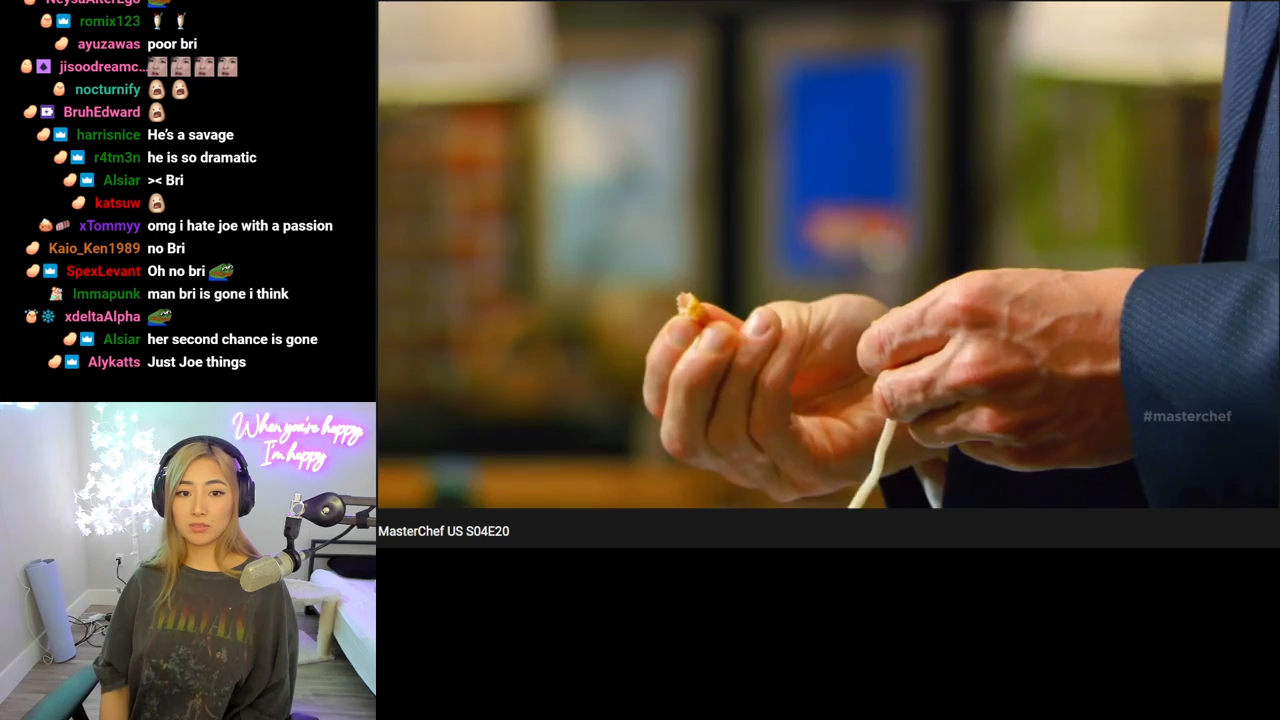 NeysaAlterEgo
romix123
ayuzawas poor bri
jisoodreamc...
nocturnify
BruhEdward
harrisnice He's a savage
r4tm3n he is so dramatic
Alsiar >< Bri
katsuw
xTommyy omg i hate joe with a passion
Kaio_Ken1989 no Bri
SpexLevant Oh no bri
Immapunk man bri is gone i think
xdeltaAlpha
Alsiar her second chance is gone
Alykatts Just Joe things
When you're happy
I'm happy
#masterchef
MasterChef US S04E20